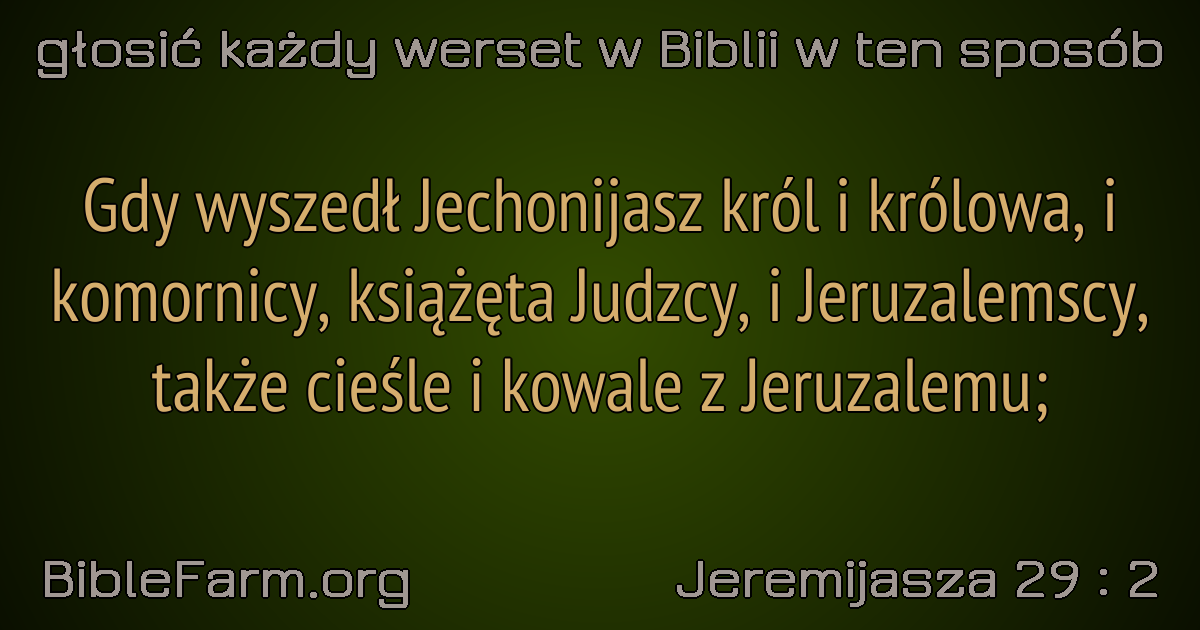 głosić każdy werset w Biblii w ten sposób
Gdy wyszedł Jechonijasz król i królowa, i
komornicy, książęta Judzcy, i Jeruzalemscy,
także cieśle i kowale z Jeruzalemu;
BibleFarm.org
Jeremijasza 29 : 2